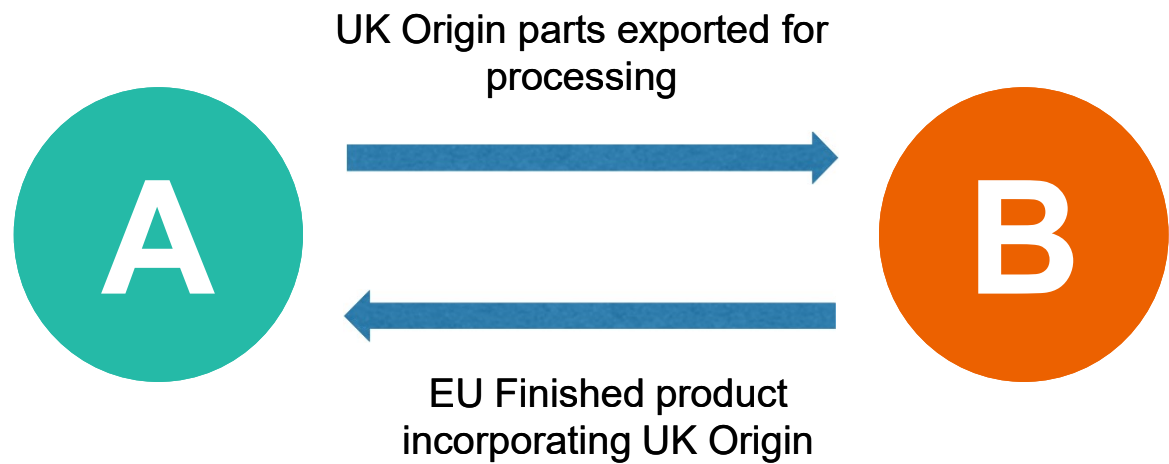 UK Origin parts exported for
processing
A
B
EU Finished product
incorporating UK Origin